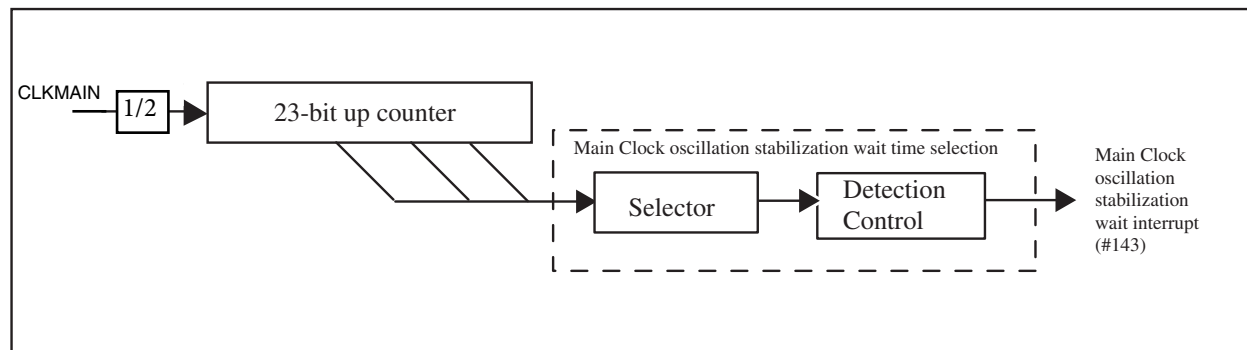 CLKMAIN
1/2
23-bit up counter
Main Clock oscillation stabilization wait time selection
Selector
Detection
Control
Main Clock
oscillation
stabilization
wait interrupt
(#143)